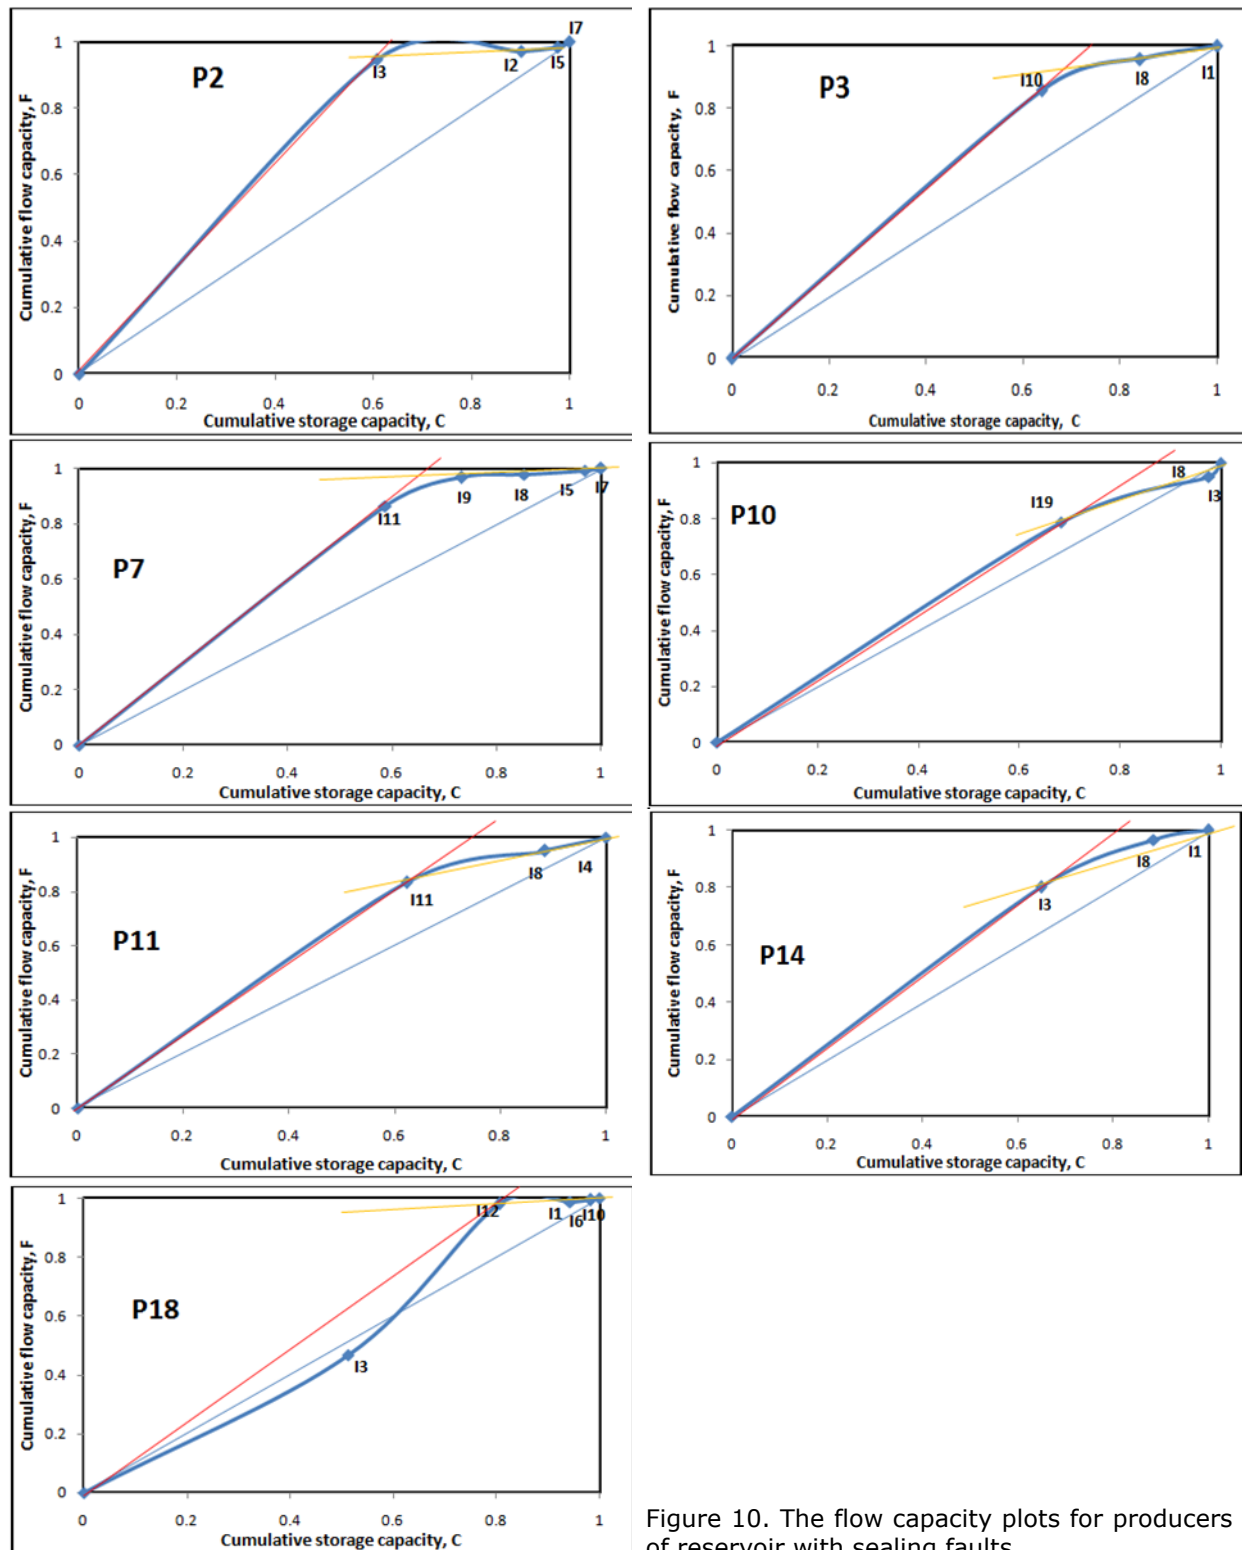 P2
Cumulative flow capacity, F
1
0.8
0.6
0.4
0.2
0
I3
I2
I5
I7
0 0.2 0.4 0.6 0.8 1
Cumulative storage capacity, C
P3
Cumulative flow capacity, F
1
0.8
0.6
0.4
0.2
0
I10
I8
I1
0 0.2 0.4 0.6 0.8 1
Cumulative storage capacity, C
P7
Cumulative flow capacity, F
1
0.8
0.6
0.4
0.2
0
I11
I9
I8
I5
I7
0 0.2 0.4 0.6 0.8 1
Cumulative storage capacity, C
P10
Cumulative flow capacity, F
1
0.8
0.6
0.4
0.2
0
I19
I8
I3
0 0.2 0.4 0.6 0.8 1
Cumulative storage capacity, C
P11
Cumulative flow capacity, F
1
0.8
0.6
0.4
0.2
0
I11
I8
I4
0 0.2 0.4 0.6 0.8 1
Cumulative storage capacity, C
P14
Cumulative flow capacity, F
1
0.8
0.6
0.4
0.2
0
I3
I8
I1
0 0.2 0.4 0.6 0.8 1
Cumulative storage capacity, C
P18
Cumulative flow capacity, F
1
0.8
0.6
0.4
0.2
0
I3
I12
I1
I6
I10
0 0.2 0.4 0.6 0.8 1
Cumulative storage capacity, C
Figure 10. The flow capacity plots for producers
of reservoir with sealing faults